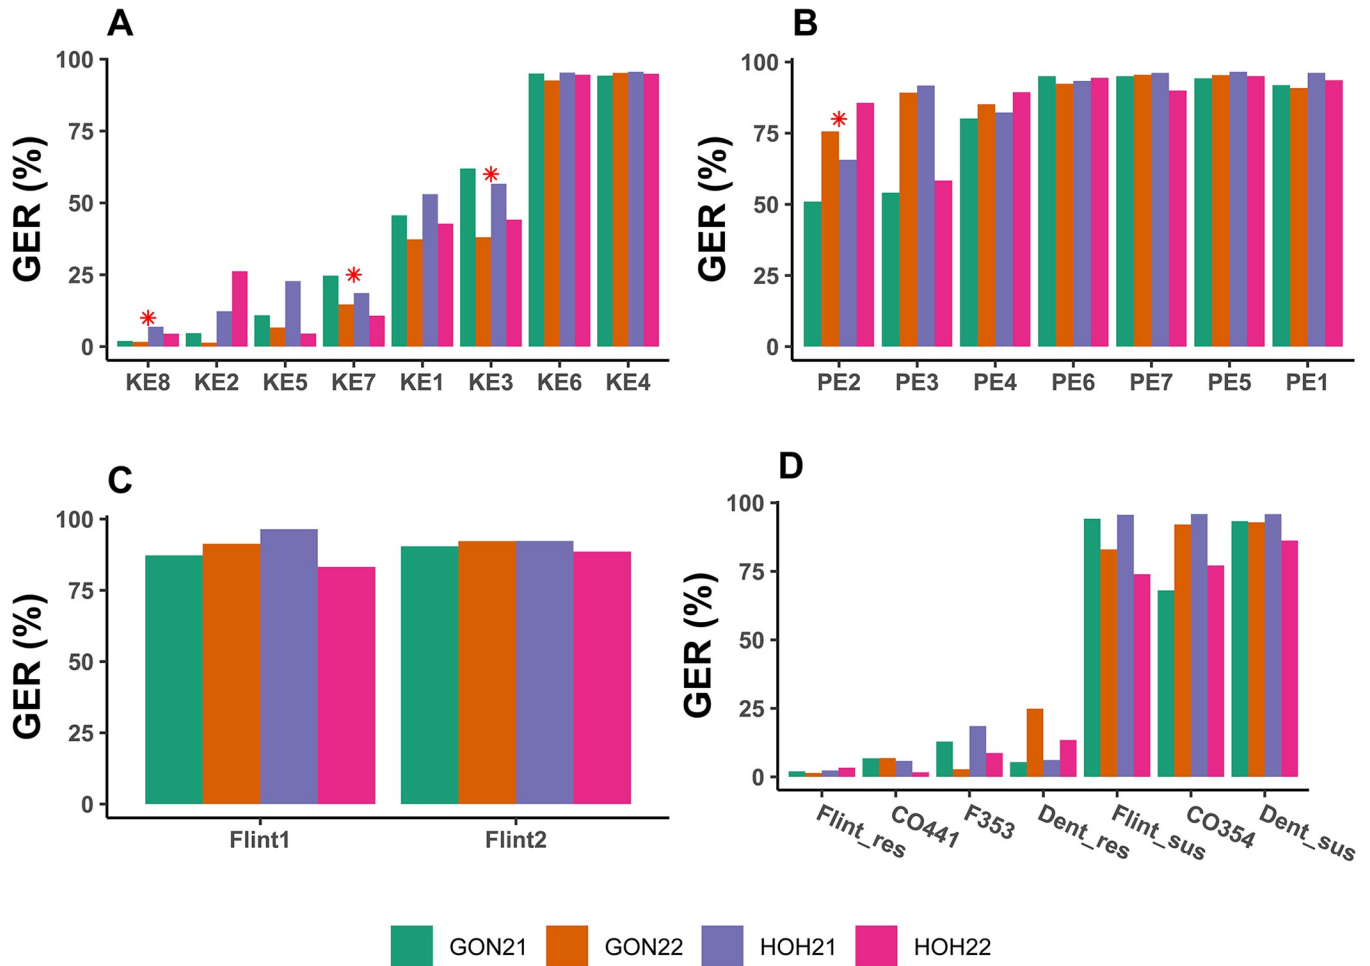 A
GER (%)
100
75
50
25
0
KE8 KE2 KE5 KE7 KE1 KE3 KE6 KE4
B
GER (%)
100
75
50
25
0
PE2 PE3 PE4 PE6 PE7 PE5 PE1
C
GER (%)
100
75
50
25
0
Flint1 Flint2
D
GER (%)
100
75
50
25
0
Flint_res CO441 F353 Dent_res Flint_sus CO354 Dent_sus
GON21 GON22 HOH21 HOH22